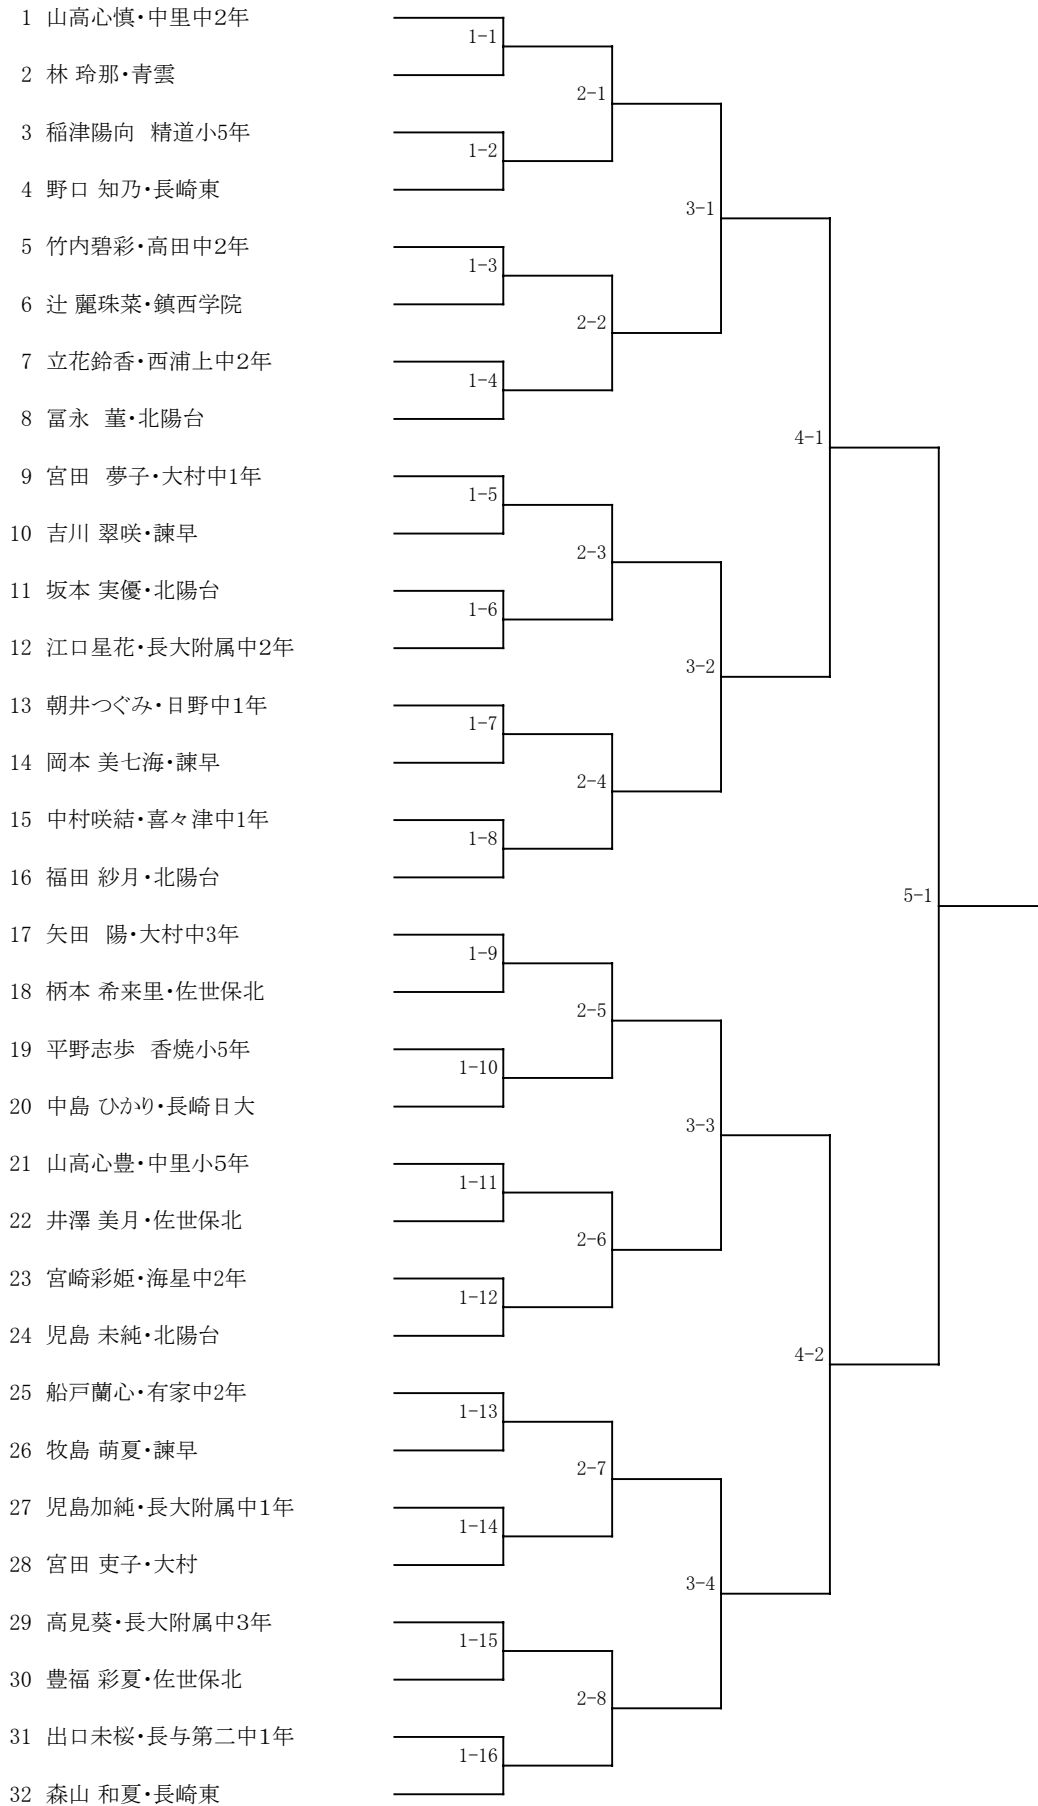 1 山高心慎・中里中2年
1-1
2 林 玲那・青雲
2-1
3 稲津陽向 精道小5年
1-2
4 野口 知乃・長崎東
3-1
5 竹内碧彩・高田中2年
1-3
6 辻 麗珠菜・鎮西学院
2-2
7 立花鈴香・西浦上中2年
1-4
8 冨永 菫・北陽台
4-1
9 宮田 夢子・大村中1年
1-5
10 吉川 翠咲・諫早
2-3
11 坂本 実優・北陽台
1-6
12 江口星花・長大附属中2年
3-2
13 朝井つぐみ・日野中1年
1-7
14 岡本 美七海・諫早
2-4
15 中村咲結・喜々津中1年
1-8
16 福田 紗月・北陽台
5-1
17 矢田 陽・大村中3年
1-9
18 柄本 希来里・佐世保北
2-5
19 平野志歩 香焼小5年
1-10
20 中島 ひかり・長崎日大
3-3
21 山高心豊・中里小5年
1-11
22 井澤 美月・佐世保北
2-6
23 宮崎彩姫・海星中2年
1-12
24 児島 未純・北陽台
4-2
25 船戸蘭心・有家中2年
1-13
26 牧島 萌夏・諫早
2-7
27 児島加純・長大附属中1年
1-14
28 宮田 吏子・大村
3-4
29 高見葵・長大附属中3年
1-15
30 豊福 彩夏・佐世保北
2-8
31 出口未桜・長与第二中1年
1-16
32 森山 和夏・長崎東